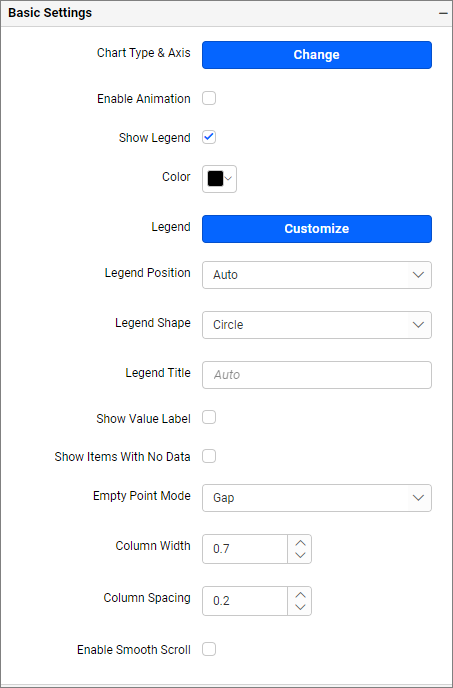 Basic Settings
Chart Type & Axis Change
Enable Animation
Show Legend
Color
Legend Customize
Legend Position Auto
Legend Shape Circle
Legend Title Auto
Show Value Label
Show Items With No Data
Empty Point Mode Gap
Column Width 0.7
Column Spacing 0.2
Enable Smooth Scroll